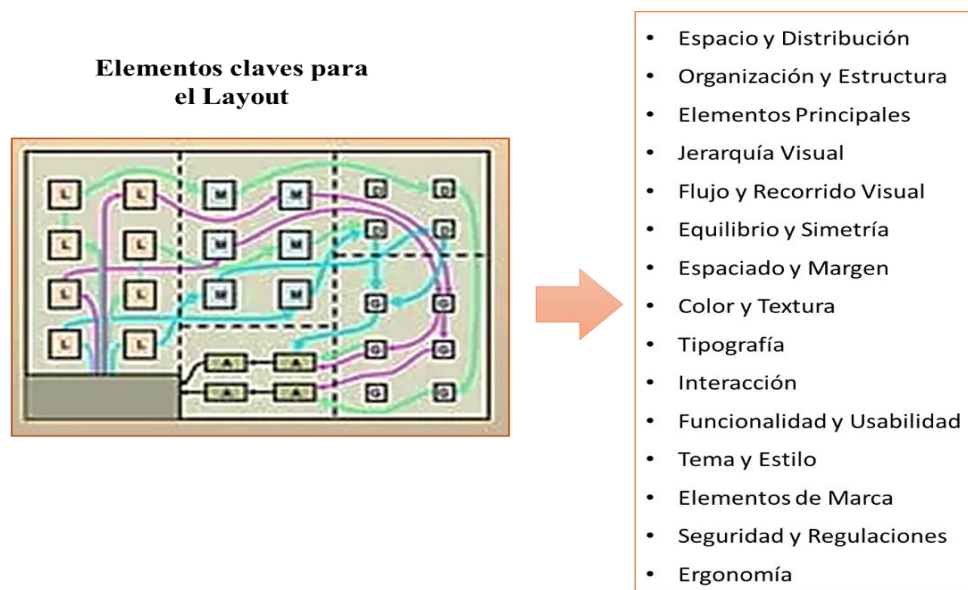 Elementos claves para
el Layout
L L M M D D
L L M M D D
L L M M G G
L L A A G G
A A G G
• Espacio y Distribución
• Organización y Estructura
• Elementos Principales
• Jerarquía Visual
• Flujo y Recorrido Visual
• Equilibrio y Simetría
• Espaciado y Margen
• Color y Textura
• Tipografía
• Interacción
• Funcionalidad y Usabilidad
• Tema y Estilo
• Elementos de Marca
• Seguridad y Regulaciones
• Ergonomía